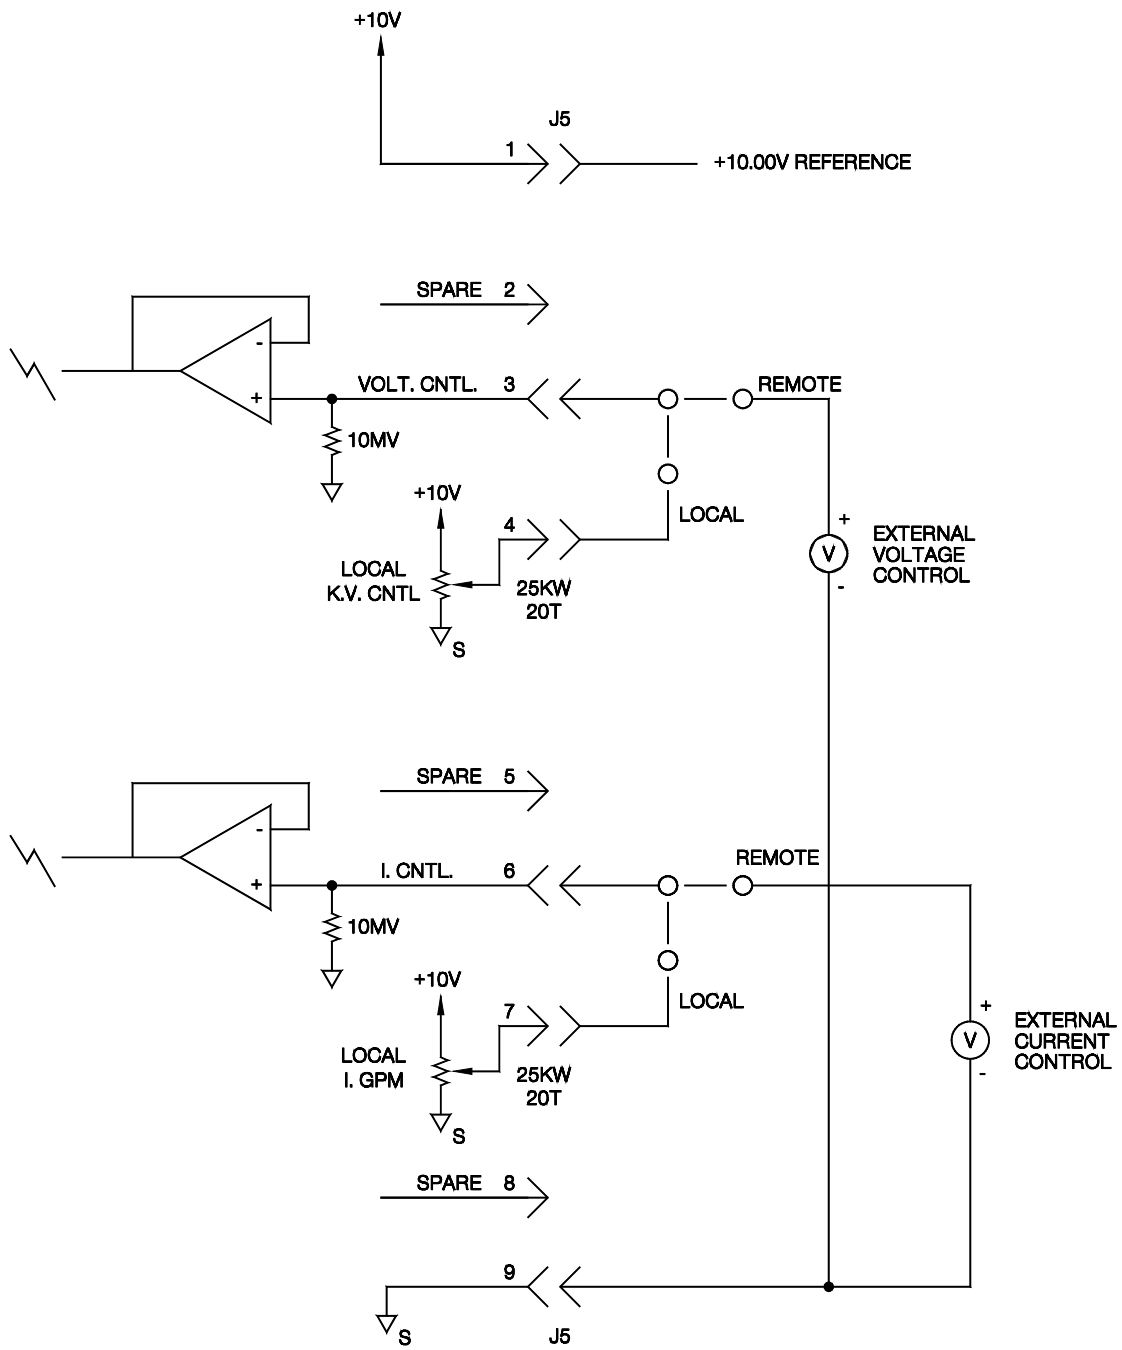 +10V
J5
1
+10.00V REFERENCE
SPARE 2
-
+
VOLT. CNTL. 3
REMOTE
10MV
+10V
4
LOCAL
LOCAL
K.V. CNTL
25KW
20T
S
+
V
-
EXTERNAL
VOLTAGE
CONTROL
SPARE 5
-
+
I. CNTL. 6
REMOTE
10MV
+10V
7
LOCAL
LOCAL
I. GPM
25KW
20T
S
+
V
-
EXTERNAL
CURRENT
CONTROL
SPARE 8
9
S
J5